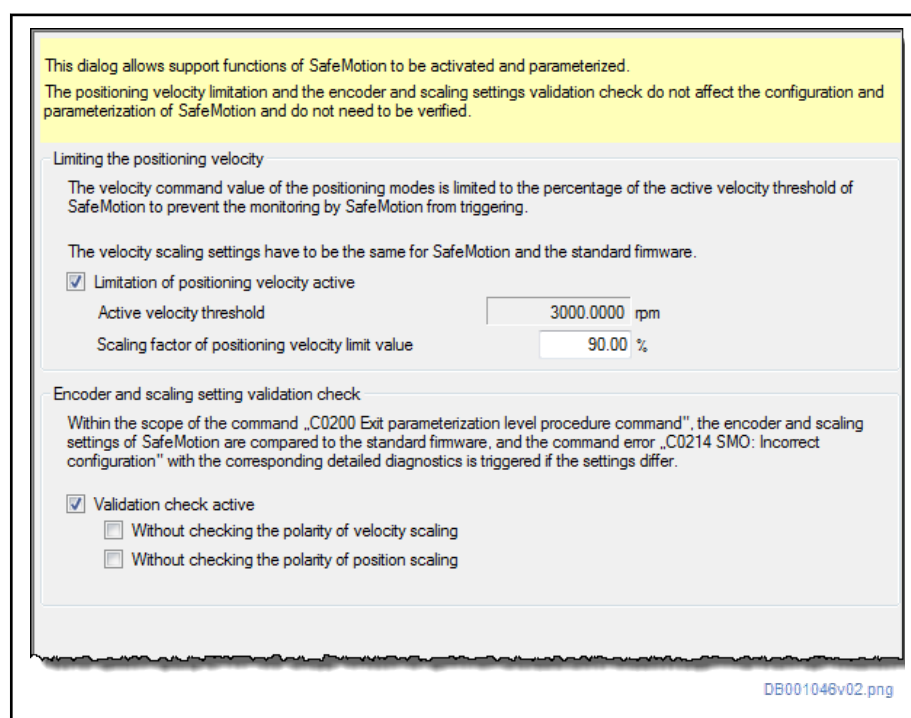 This dialog allows support functions of SafeMotion to be activated and parameterized.
The positioning velocity limitation and the encoder and scaling settings validation check do not affect the configuration and
parameterization of SafeMotion and do not need to be verified.
Limiting the positioning velocity
The velocity command value of the positioning modes is limited to the percentage of the active velocity threshold of
SafeMotion to prevent the monitoring by SafeMotion from triggering.
The velocity scaling settings have to be the same for SafeMotion and the standard firmware.
Limitation of positioning velocity active
Active velocity threshold 3000.0000 rpm
Scaling factor of positioning velocity limit value 90.00 %
Encoder and scaling setting validation check
Within the scope of the command „C0200 Exit parameterization level procedure command", the encoder and scaling
settings of SafeMotion are compared to the standard firmware, and the command error „C0214 SMO: Incorrect
configuration" with the corresponding detailed diagnostics is triggered if the settings differ.
Validation check active
Without checking the polarity of velocity scaling
Without checking the polarity of position scaling
DB001046v02.png